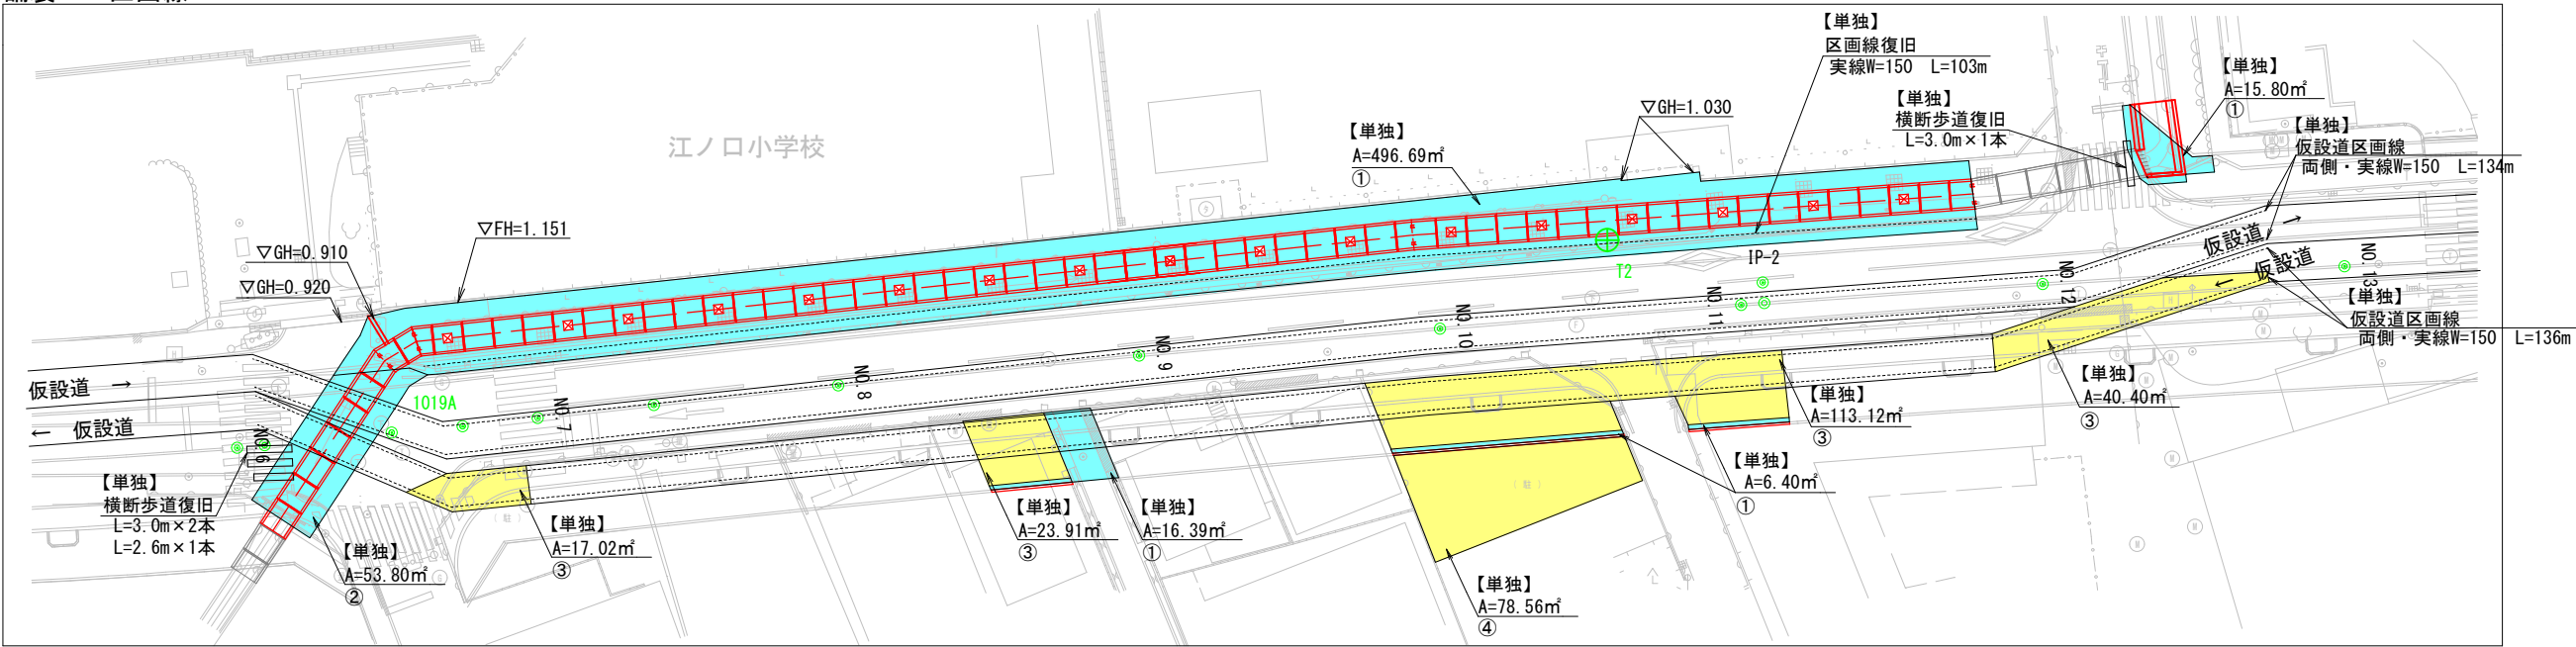 【単独】
区画線復旧
実線W=150 L=103m
【単独】
A=15.80㎡
①
▽GH=1.030
【単独】
横断歩道復旧
L=3.0m×1本
【単独】
仮設道区画線
両側・実線W=150 L=134m
江ノ口小学校
【単独】
A=496.69㎡
①
▽FH=1.151
▽GH=0.910
▽GH=0.920
仮設道 →
← 仮設道
仮設道
仮設道
T2
IP-2
1019A
NO.6
NO.7
NO.8
NO.9
NO.10
NO.11
NO.12
NO.13
【単独】
仮設道区画線
両側・実線W=150 L=136m
【単独】
横断歩道復旧
L=3.0m×2本
L=2.6m×1本
【単独】
A=53.80㎡
②
【単独】
A=17.02㎡
③
【単独】
A=23.91㎡
③
【単独】
A=16.39㎡
①
【単独】
A=78.56㎡
④
【単独】
A=6.40㎡
①
【単独】
A=113.12㎡
③
【単独】
A=40.40㎡
③